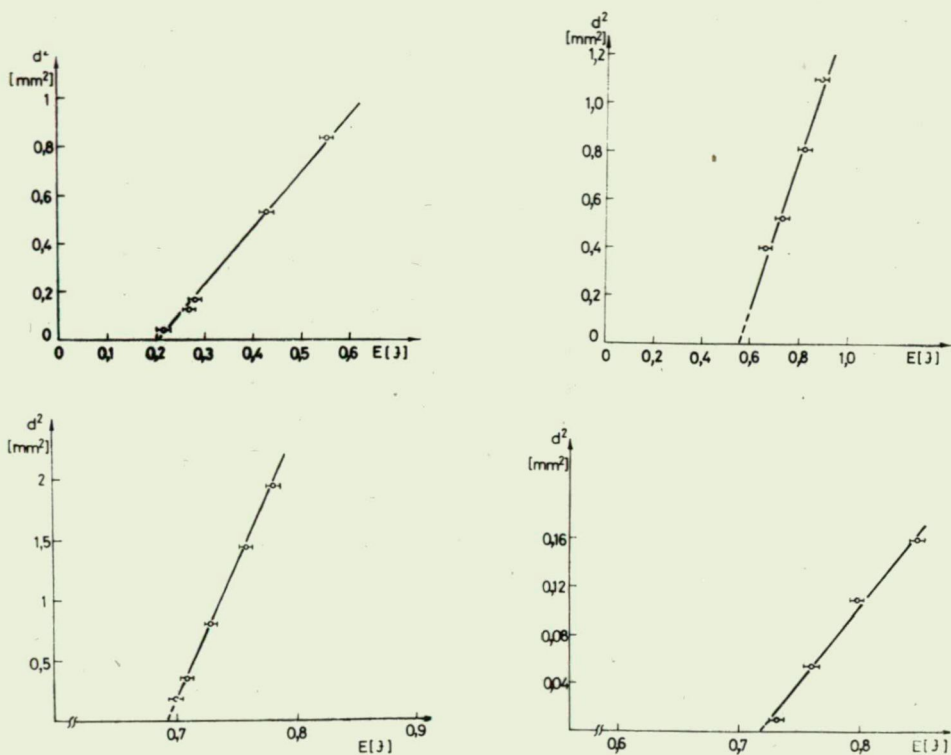 d²
[mm²]
1
0,8
0,6
0,4
0,2
0
0 0,1 0,2 0,3 0,4 0,5 0,6 E[J]
d²
[mm²]
1,2
1,0
0,8
0,6
0,4
0,2
0
0 0,2 0,4 0,6 0,8 1,0 E[J]
d²
[mm²]
2
1,5
1
0,5
0,7 0,8 0,9
E[J]
d²
[mm²]
0,16
0,12
0,08
0,04
0,6 0,7 0,8 E[J]